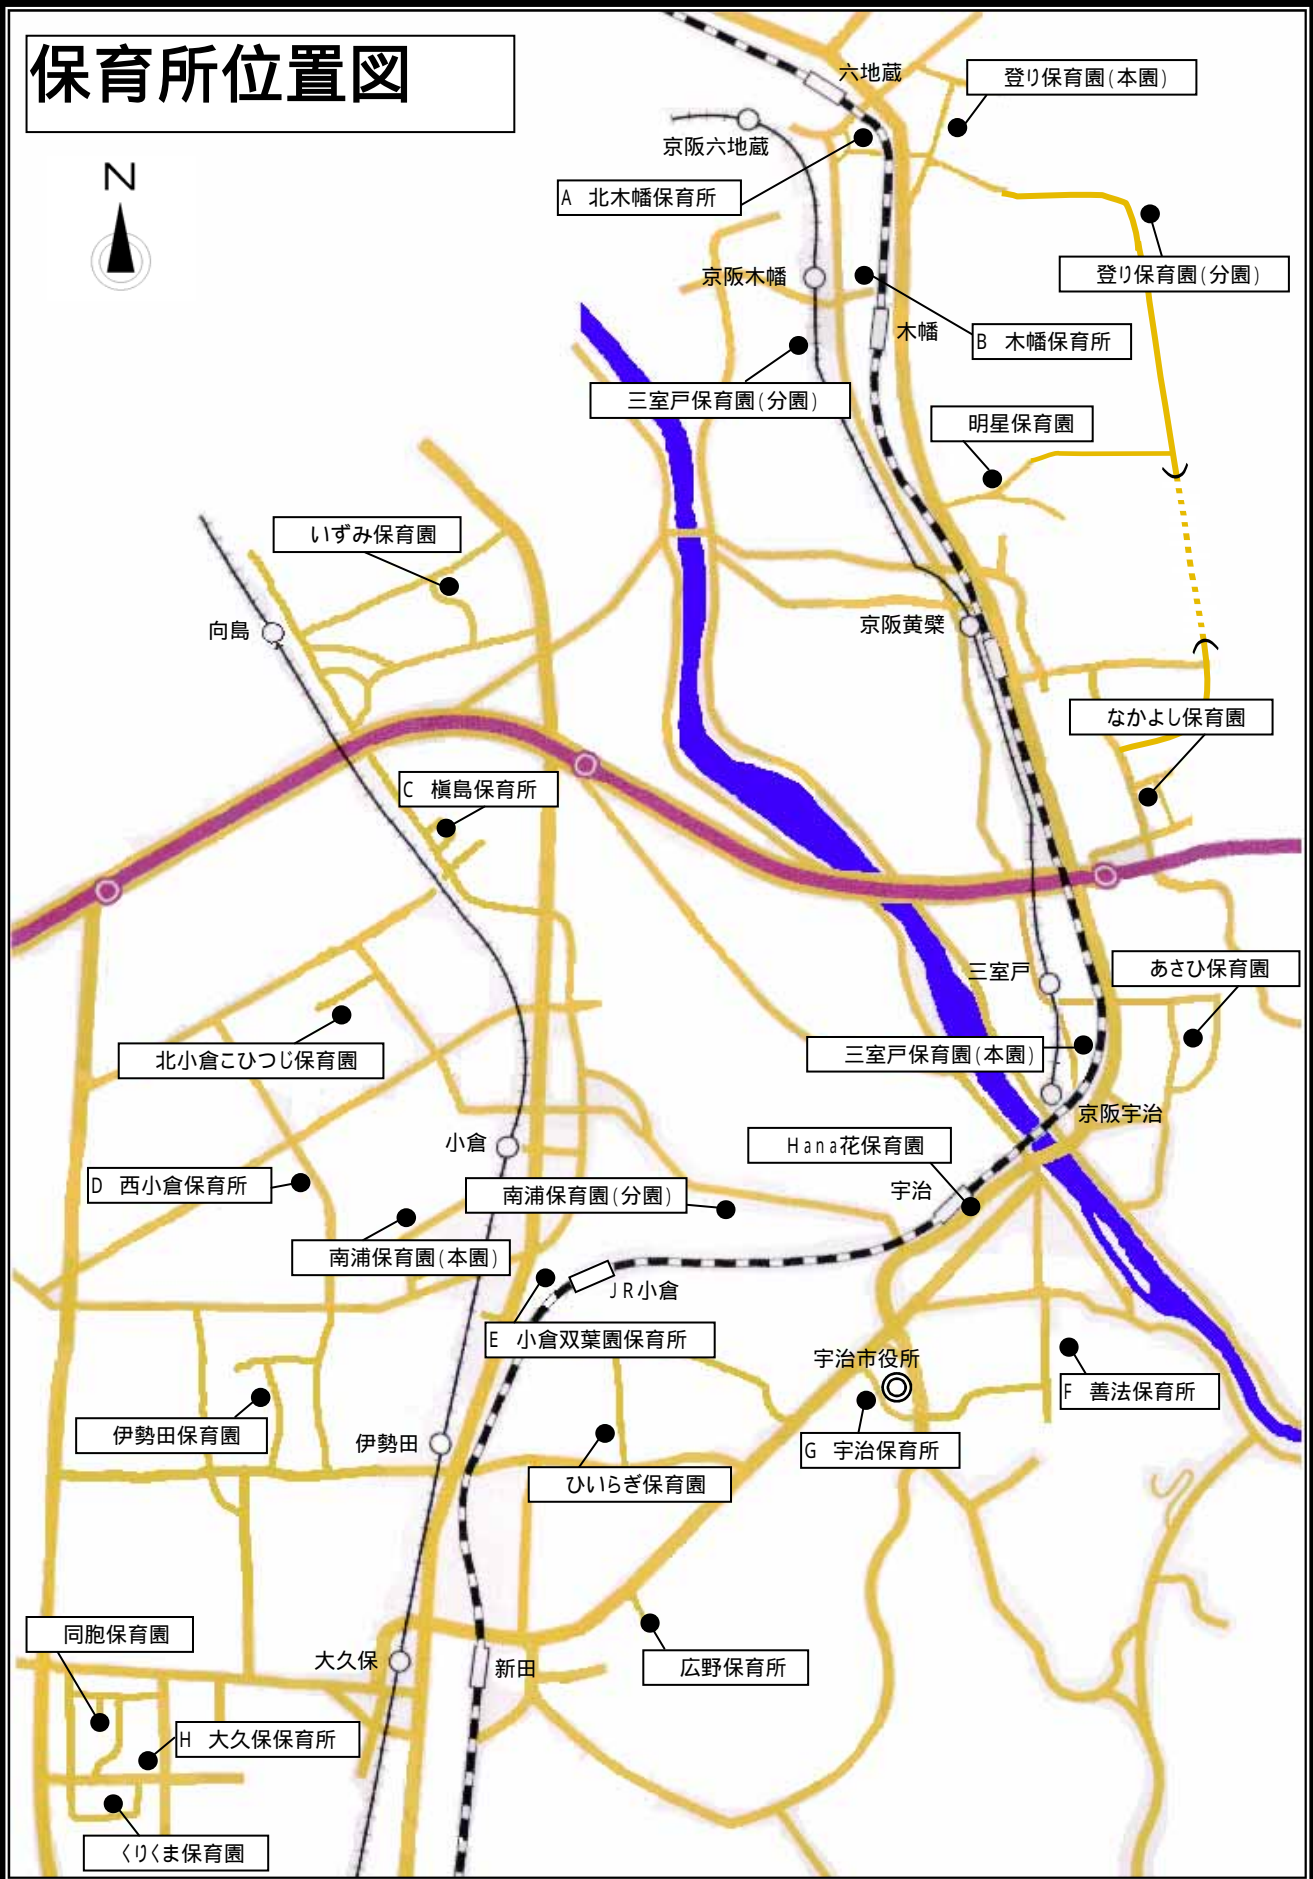 保育所位置図
N
六地蔵
登り保育園(本園)
京阪六地蔵
A 北木幡保育所
登り保育園(分園)
京阪木幡
木幡
B 木幡保育所
三室戸保育園(分園)
明星保育園
いずみ保育園
向島
京阪黄檗
なかよし保育園
C 槇島保育所
三室戸
あさひ保育園
北小倉こひつじ保育園
三室戸保育園(本園)
京阪宇治
小倉
Hana花保育園
D 西小倉保育所
南浦保育園(分園)
宇治
南浦保育園(本園)
JR小倉
E 小倉双葉園保育所
宇治市役所
F 善法保育所
伊勢田保育園
伊勢田
G 宇治保育所
ひいらぎ保育園
同胞保育園
大久保
新田
広野保育所
H 大久保保育所
くりくま保育園